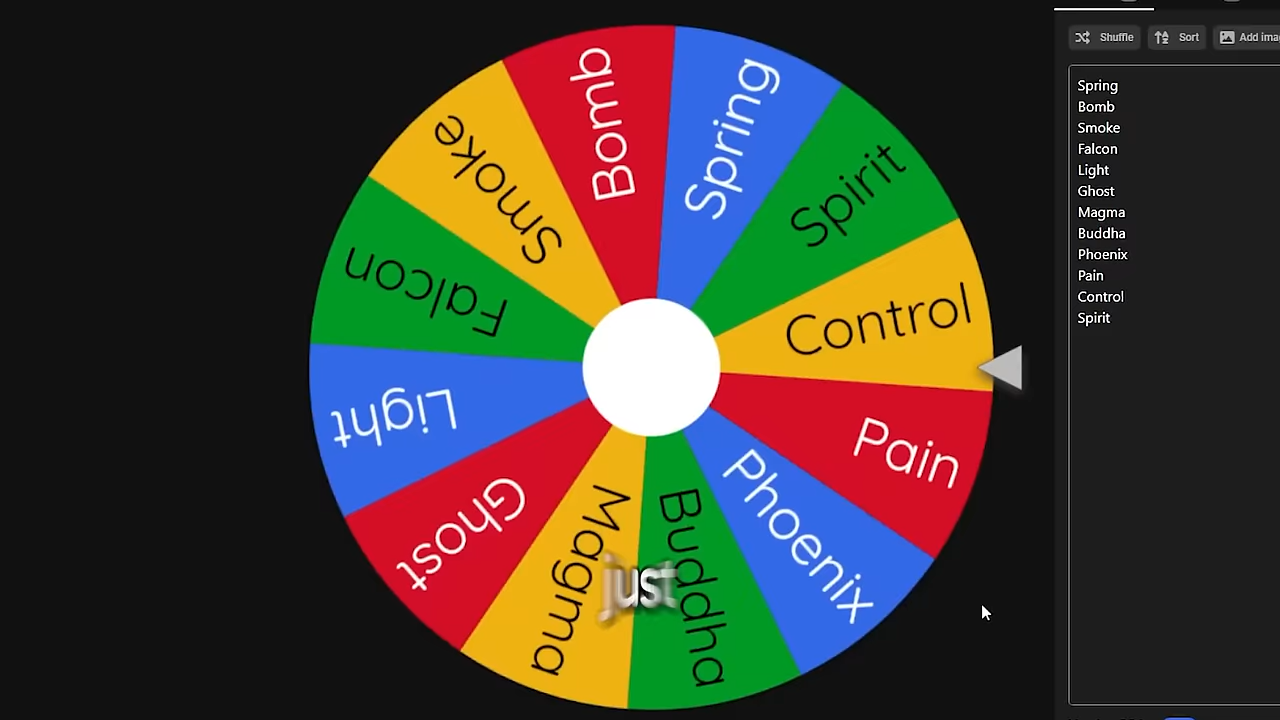 Bomb
Spring
Spirit
Control
Pain
Phoenix
Buddha
Magma
Ghost
Light
Falcon
Smoke
just
Shuffle
Sort
Add ima
Spring
Bomb
Smoke
Falcon
Light
Ghost
Magma
Buddha
Phoenix
Pain
Control
Spirit